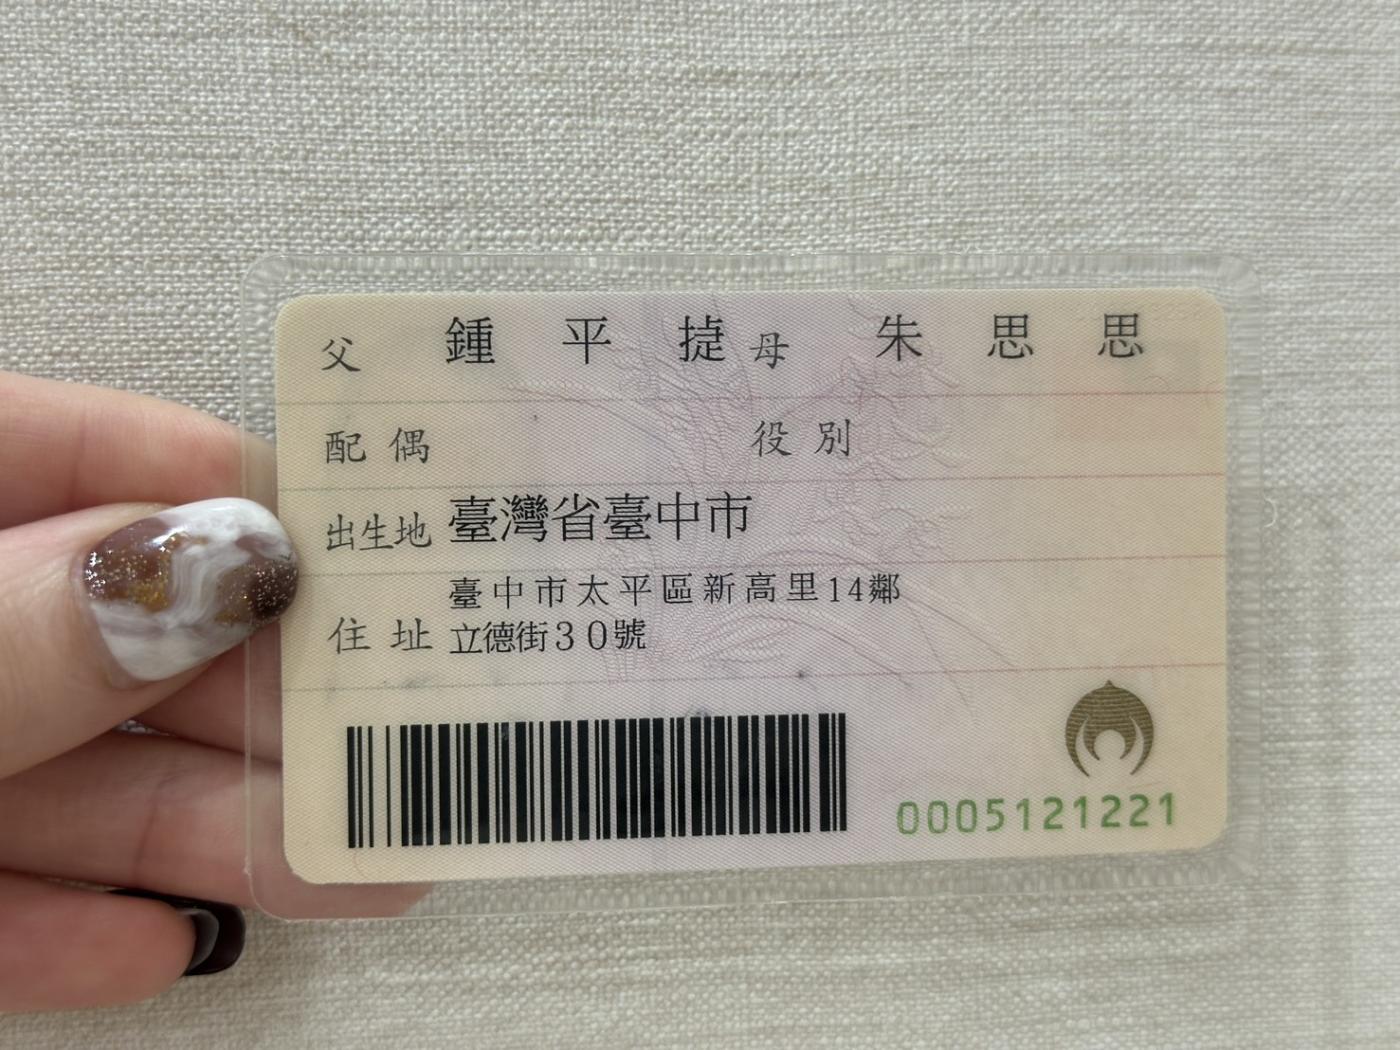 父 鍾平捷 母 朱思思
配偶 役別
出生地 臺灣省臺中市
臺中市太平區新高里14鄰
住址 立德街30號
0005121221